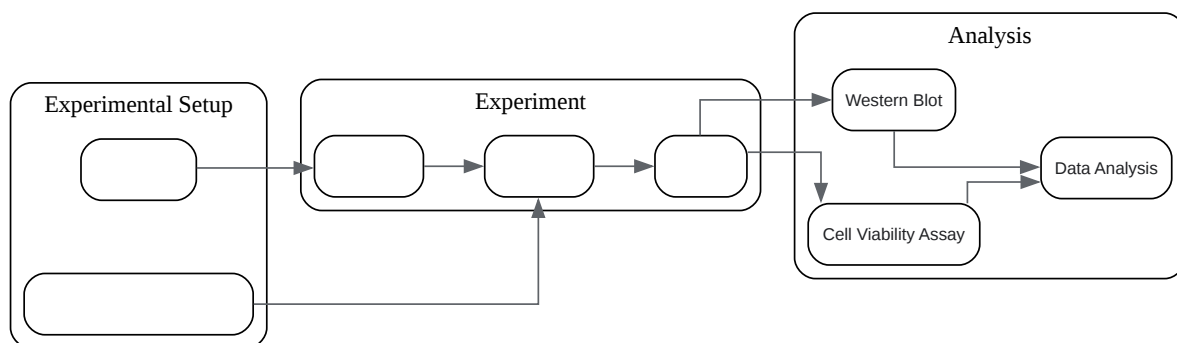 Experimental Setup
Experiment
Analysis
Western Blot
Data Analysis
Cell Viability Assay